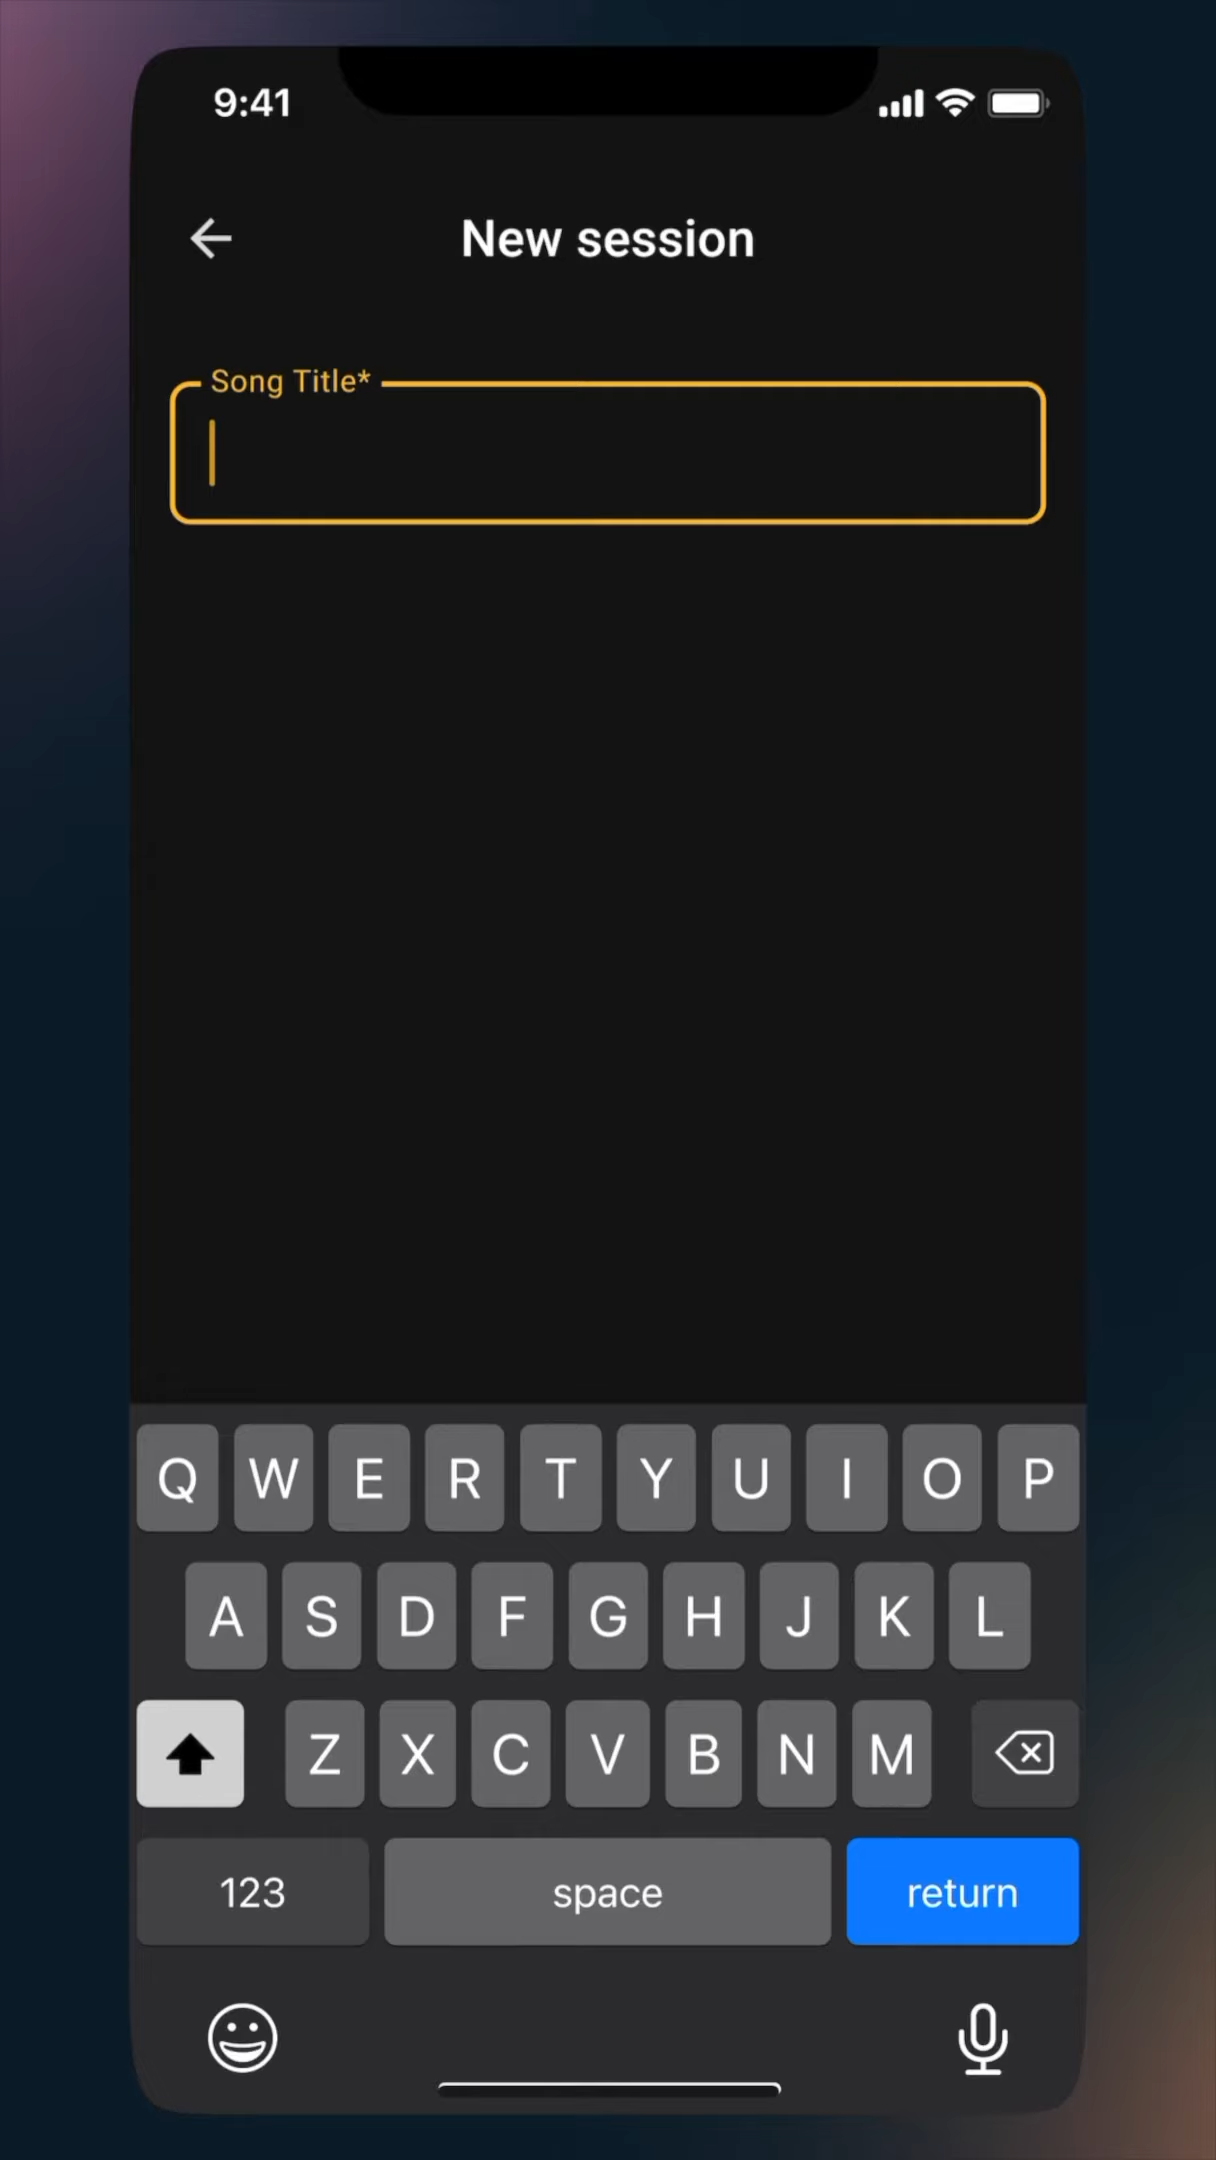 9:41
New session
Song Title*
Q W E R T Y U I O P
A S D F G H J K L
Z X C V B N M
123 space return